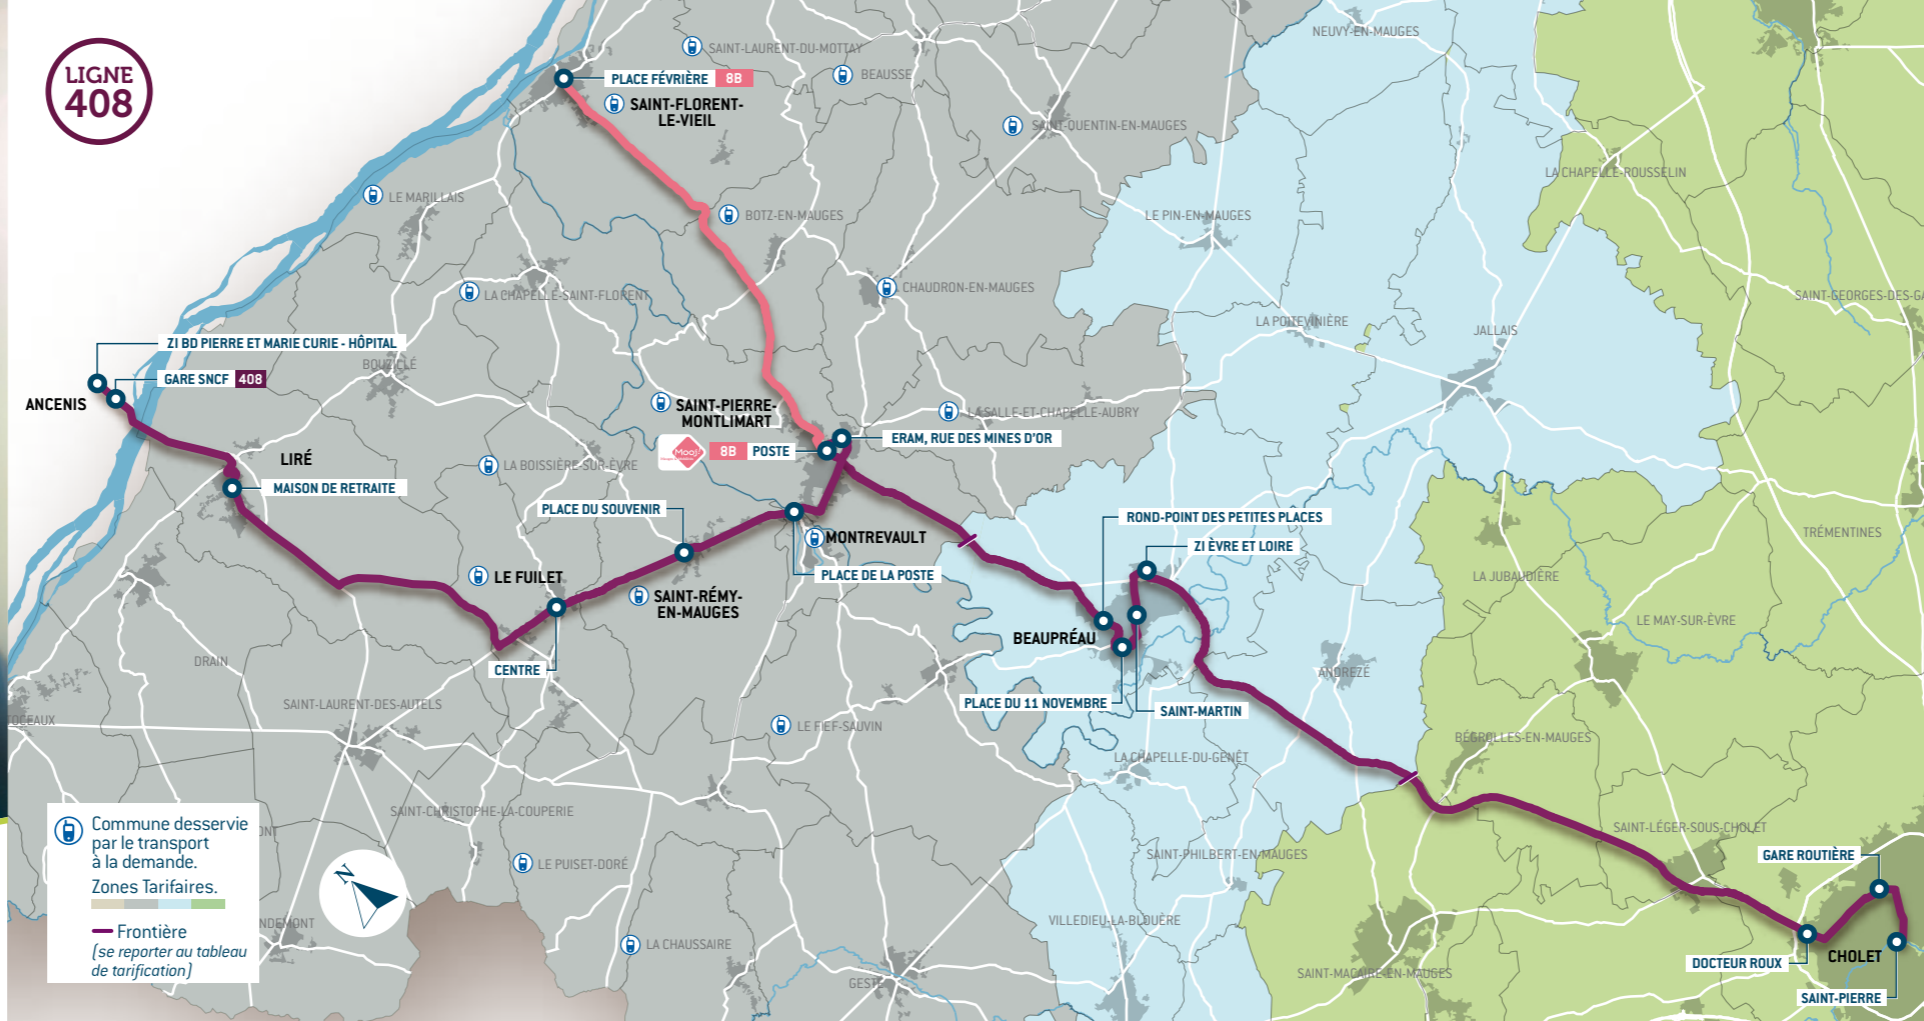 LIGNE
408
NEUVY-EN-MAUGES
SAINT-LAURENT-DU-MOTTAY
BEAUSSE
PLACE FÉVRIÈRE 8B
SAINT-FLORENT-
LE-VIEIL
SAINT-QUENTIN-EN-MAUGES
LA CHAPELLE-ROUSSELIN
LE MARILLAIS
BOTZ-EN-MAUGES
LE PIN-EN-MAUGES
LA CHAPELLE-SAINT-FLORENT
CHAUDRON-EN-MAUGES
SAINT-GEORGES-DES-GA
LA POITEVINIÈRE
JALLAIS
ZI BD PIERRE ET MARIE CURIE - HÔPITAL
BOUZILLÉ
GARE SNCF 408
ANCENIS
SAINT-PIERRE-
MONTLIMART
LA SALLE-ET-CHAPELLE-AUBRY
ERAM, RUE DES MINES D'OR
Mooj!
8B POSTE
LIRÉ
LA BOISSIÈRE-SUR-ÈVRE
MAISON DE RETRAITE
PLACE DU SOUVENIR
ROND-POINT DES PETITES PLACES
TRÉMENTINES
MONTREVAULT
ZI ÈVRE ET LOIRE
LE FUILET
PLACE DE LA POSTE
LA JUBAUDIÈRE
SAINT-RÉMY-
EN-MAUGES
LE MAY-SUR-ÈVRE
BEAUPRÉAU
DRAIN
CENTRE
ANDREZÉ
SAINT-LAURENT-DES-AUTELS
PLACE DU 11 NOVEMBRE
SAINT-MARTIN
TOCEAUX
LE FIEF-SAUVIN
BÉGROLLES-EN-MAUGES
LA CHAPELLE-DU-GENÊT
SAINT-CHRISTOPHE-LA-COUPERIE
Commune desservie
par le transport
à la demande.
Zones Tarifaires.
Frontière
(se reporter au tableau
de tarification)
ONT
NDEMONT
N
SAINT-LÉGER-SOUS-CHOLET
LE PUISET-DORÉ
SAINT-PHILBERT-EN-MAUGES
GARE ROUTIÈRE
VILLEDIEU-LA-BLOUÈRE
LA CHAUSSAIRE
CHOLET
DOCTEUR ROUX
SAINT-MACAIRE-EN-MAUGES
GESTÉ
SAINT-PIERRE